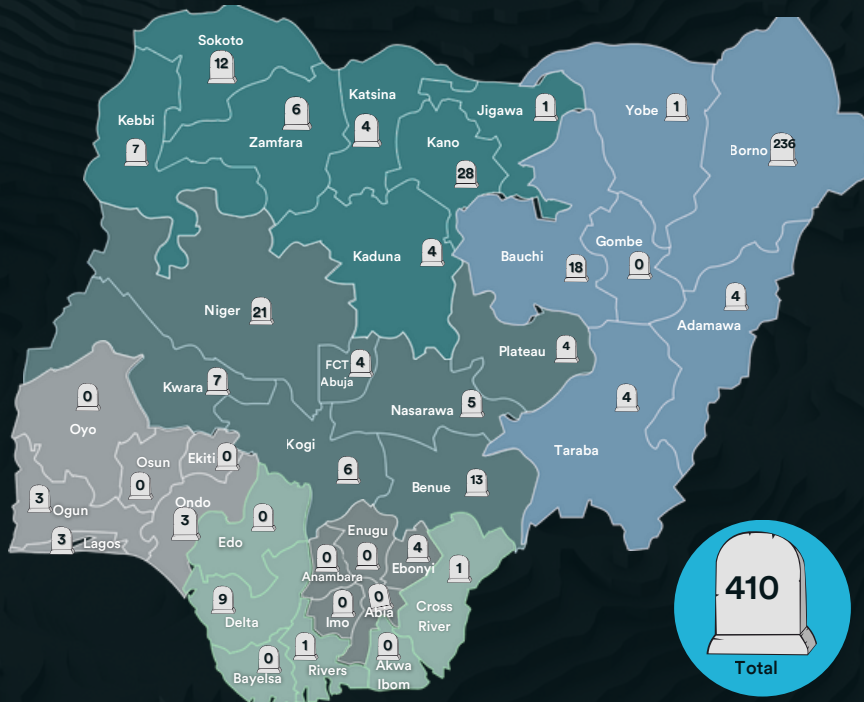 Sokoto
12
Katsina
4
Zamfara
6
Kebbi
7
Kano
28
Jigawa
1
Yobe
1
Borno
236
Kaduna
4
Bauchi
18
Gombe
0
Adamawa
4
Niger
21
Plateau
4
FCT
Abuja
4
Kwara
7
Nasarawa
5
Taraba
4
Oyo
0
Kogi
6
Benue
13
Osun
0
Ekiti
0
Ogun
3
Ondo
3
Lagos
3
Edo
0
Enugu
0
Anambara
0
Ebonyi
4
Cross
River
1
Delta
9
Imo
0
Abia
0
Bayelsa
0
Rivers
1
Akwa
Ibom
0
410
Total